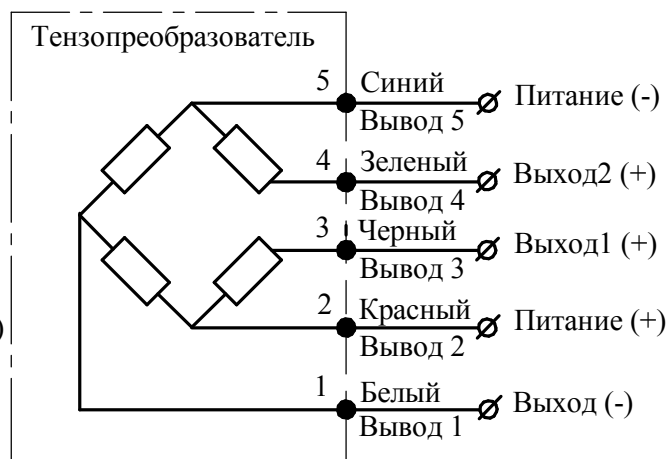 Тензопреобразователь
5 Синий Питание (-)
Вывод 5
4 Зеленый Выход2 (+)
Вывод 4
3 Черный Выход1 (+)
Вывод 3
2 Красный Питание (+)
)
Вывод 2
1 Белый Выход (-)
Вывод 1